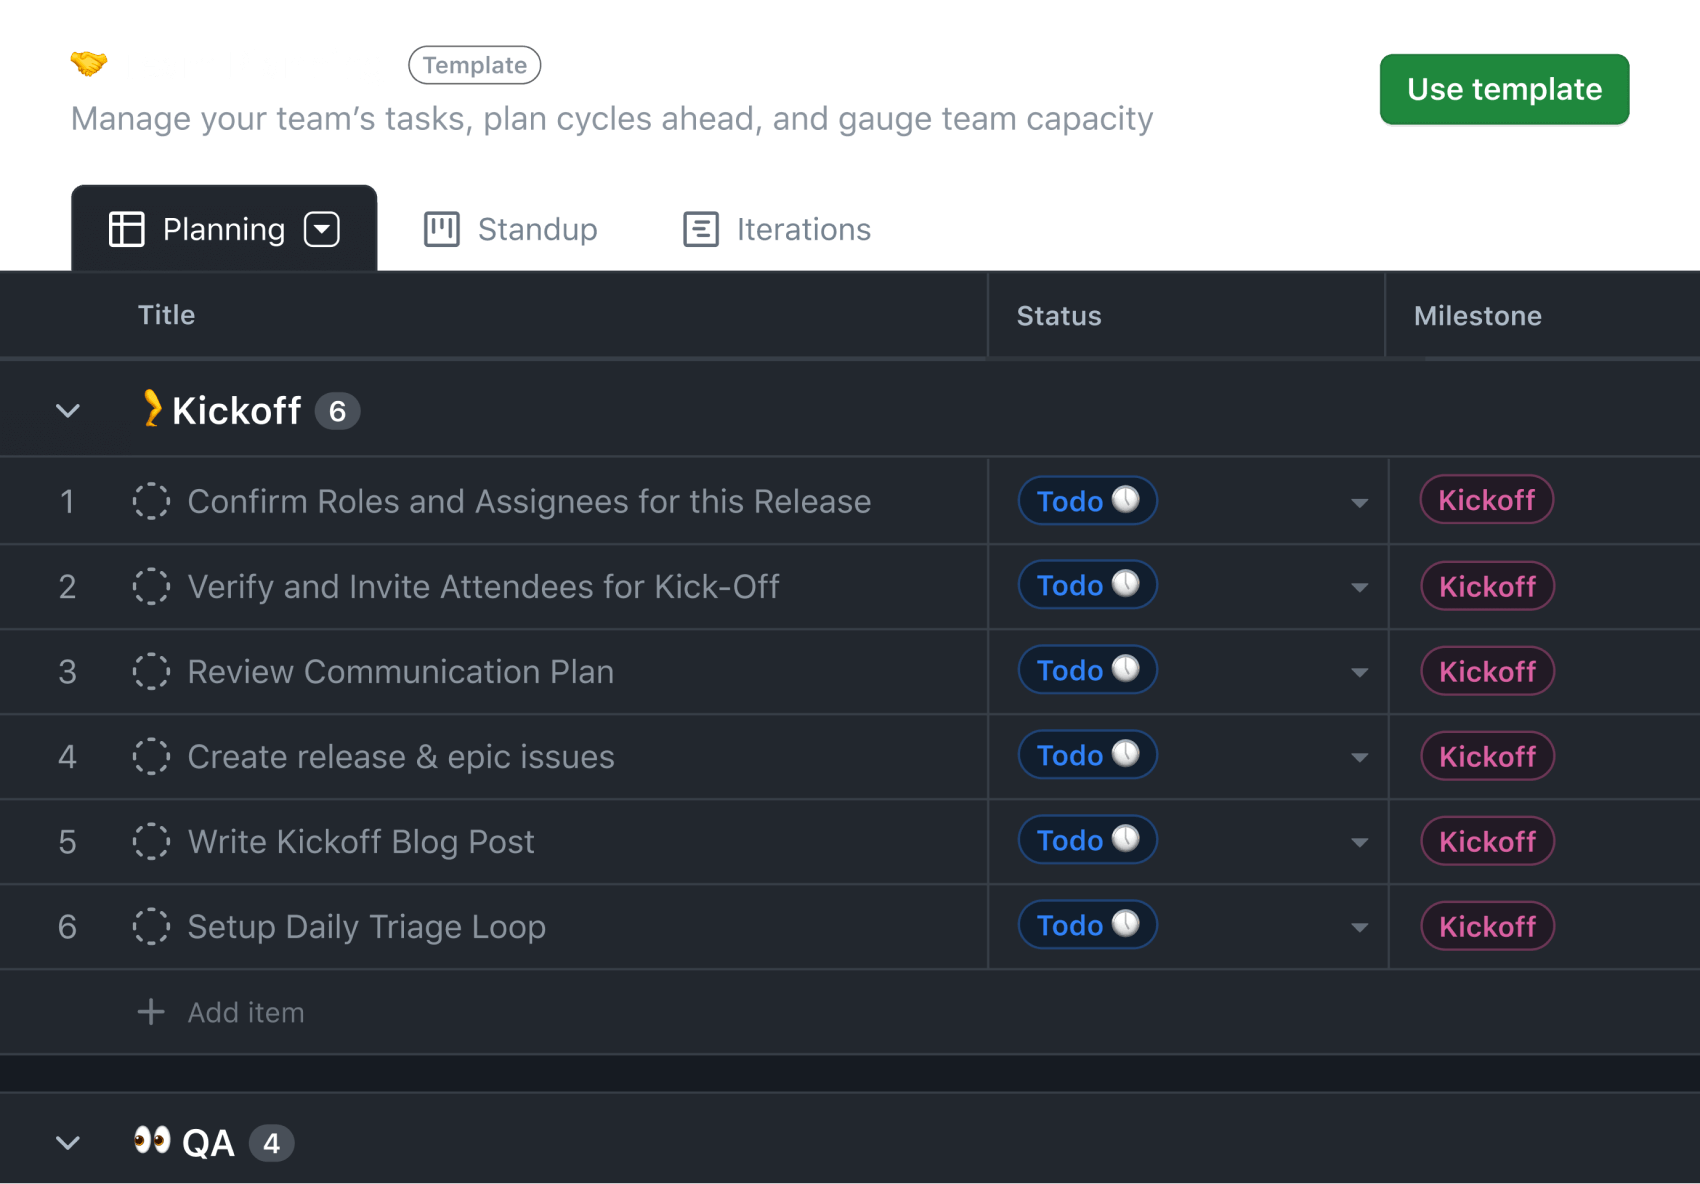 Template
Manage your team’s tasks, plan cycles ahead, and gauge team capacity
Use template
Planning Standup Iterations
Title Status Milestone
Kickoff 6
1 Confirm Roles and Assignees for this Release Todo Kickoff
2 Verify and Invite Attendees for Kick-Off Todo Kickoff
3 Review Communication Plan Todo Kickoff
4 Create release & epic issues Todo Kickoff
5 Write Kickoff Blog Post Todo Kickoff
6 Setup Daily Triage Loop Todo Kickoff
+ Add item
QA 4